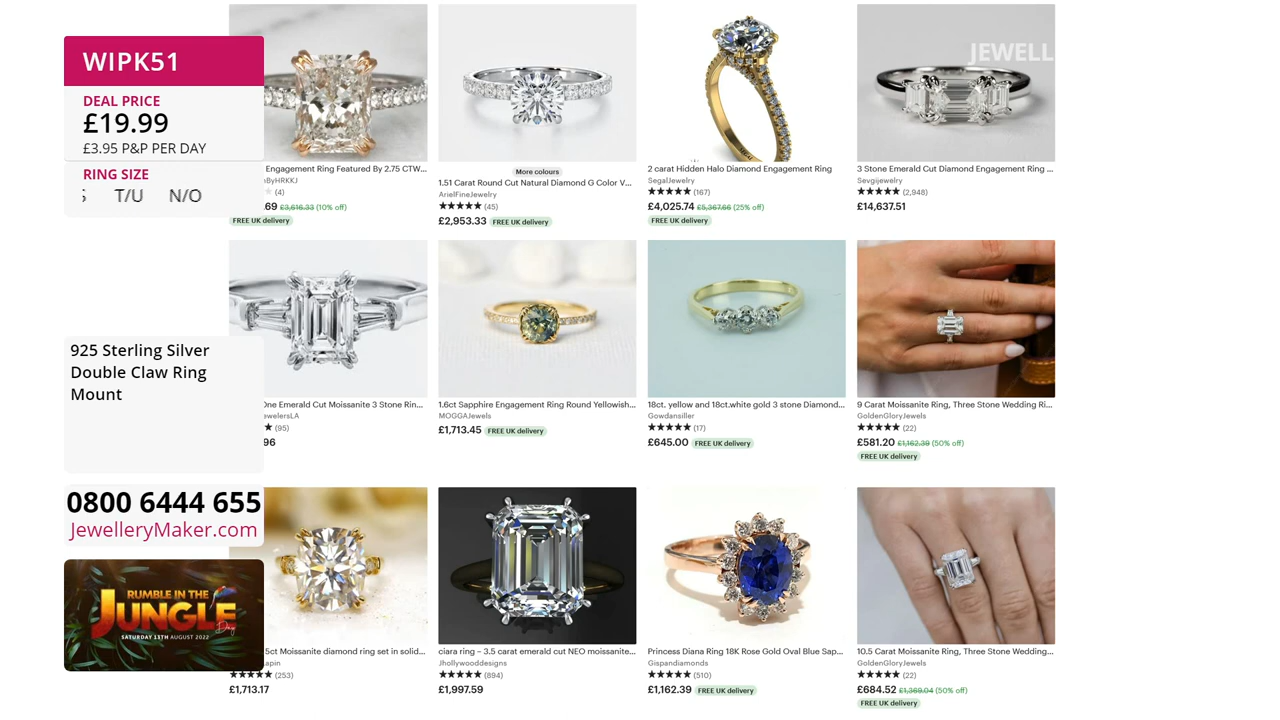 WIPK51
DEAL PRICE
£19.99
£3.95 P&P PER DAY
RING SIZE
T/U N/O
925 Sterling Silver
Double Claw Ring
Mount
0800 6444 655
JewelleryMaker.com
RUMBLE IN THE
JUNGLE
Day
SATURDAY 13TH AUGUST 2022
Engagement Ring Featured By 2.75 CTW...
ByHRKKJ
(4)
.69 £3,616.33 (10% off)
FREE UK delivery
More colours
1.51 Carat Round Cut Natural Diamond G Color V...
ArielFineJewelry
(45)
£2,953.33 FREE UK delivery
2 carat Hidden Halo Diamond Engagement Ring
SegalJewelry
(167)
£4,025.74 £5,367.66 (25% off)
FREE UK delivery
JEWELL
3 Stone Emerald Cut Diamond Engagement Ring ...
Sevgijewelry
(2,948)
£14,637.51
One Emerald Cut Moissanite 3 Stone Rin...
ewelersLA
(95)
96
1.6ct Sapphire Engagement Ring Round Yellowish...
MOGGAJewels
£1,713.45 FREE UK delivery
18ct. yellow and 18ct.white gold 3 stone Diamond...
Gowdansiller
(17)
£645.00 FREE UK delivery
9 Carat Moissanite Ring, Three Stone Wedding Ri...
GoldenGloryJewels
(22)
£581.20 £1,162.39 (50% off)
FREE UK delivery
5ct Moissanite diamond ring set in solid...
apin
(253)
£1,713.17
ciara ring – 3.5 carat emerald cut NEO moissanite...
Jhollywooddesigns
(894)
£1,997.59
Princess Diana Ring 18K Rose Gold Oval Blue Sap...
Gispandiamonds
(510)
£1,162.39 FREE UK delivery
10.5 Carat Moissanite Ring, Three Stone Wedding...
GoldenGloryJewels
(22)
£684.52 £1,369.04 (50% off)
FREE UK delivery